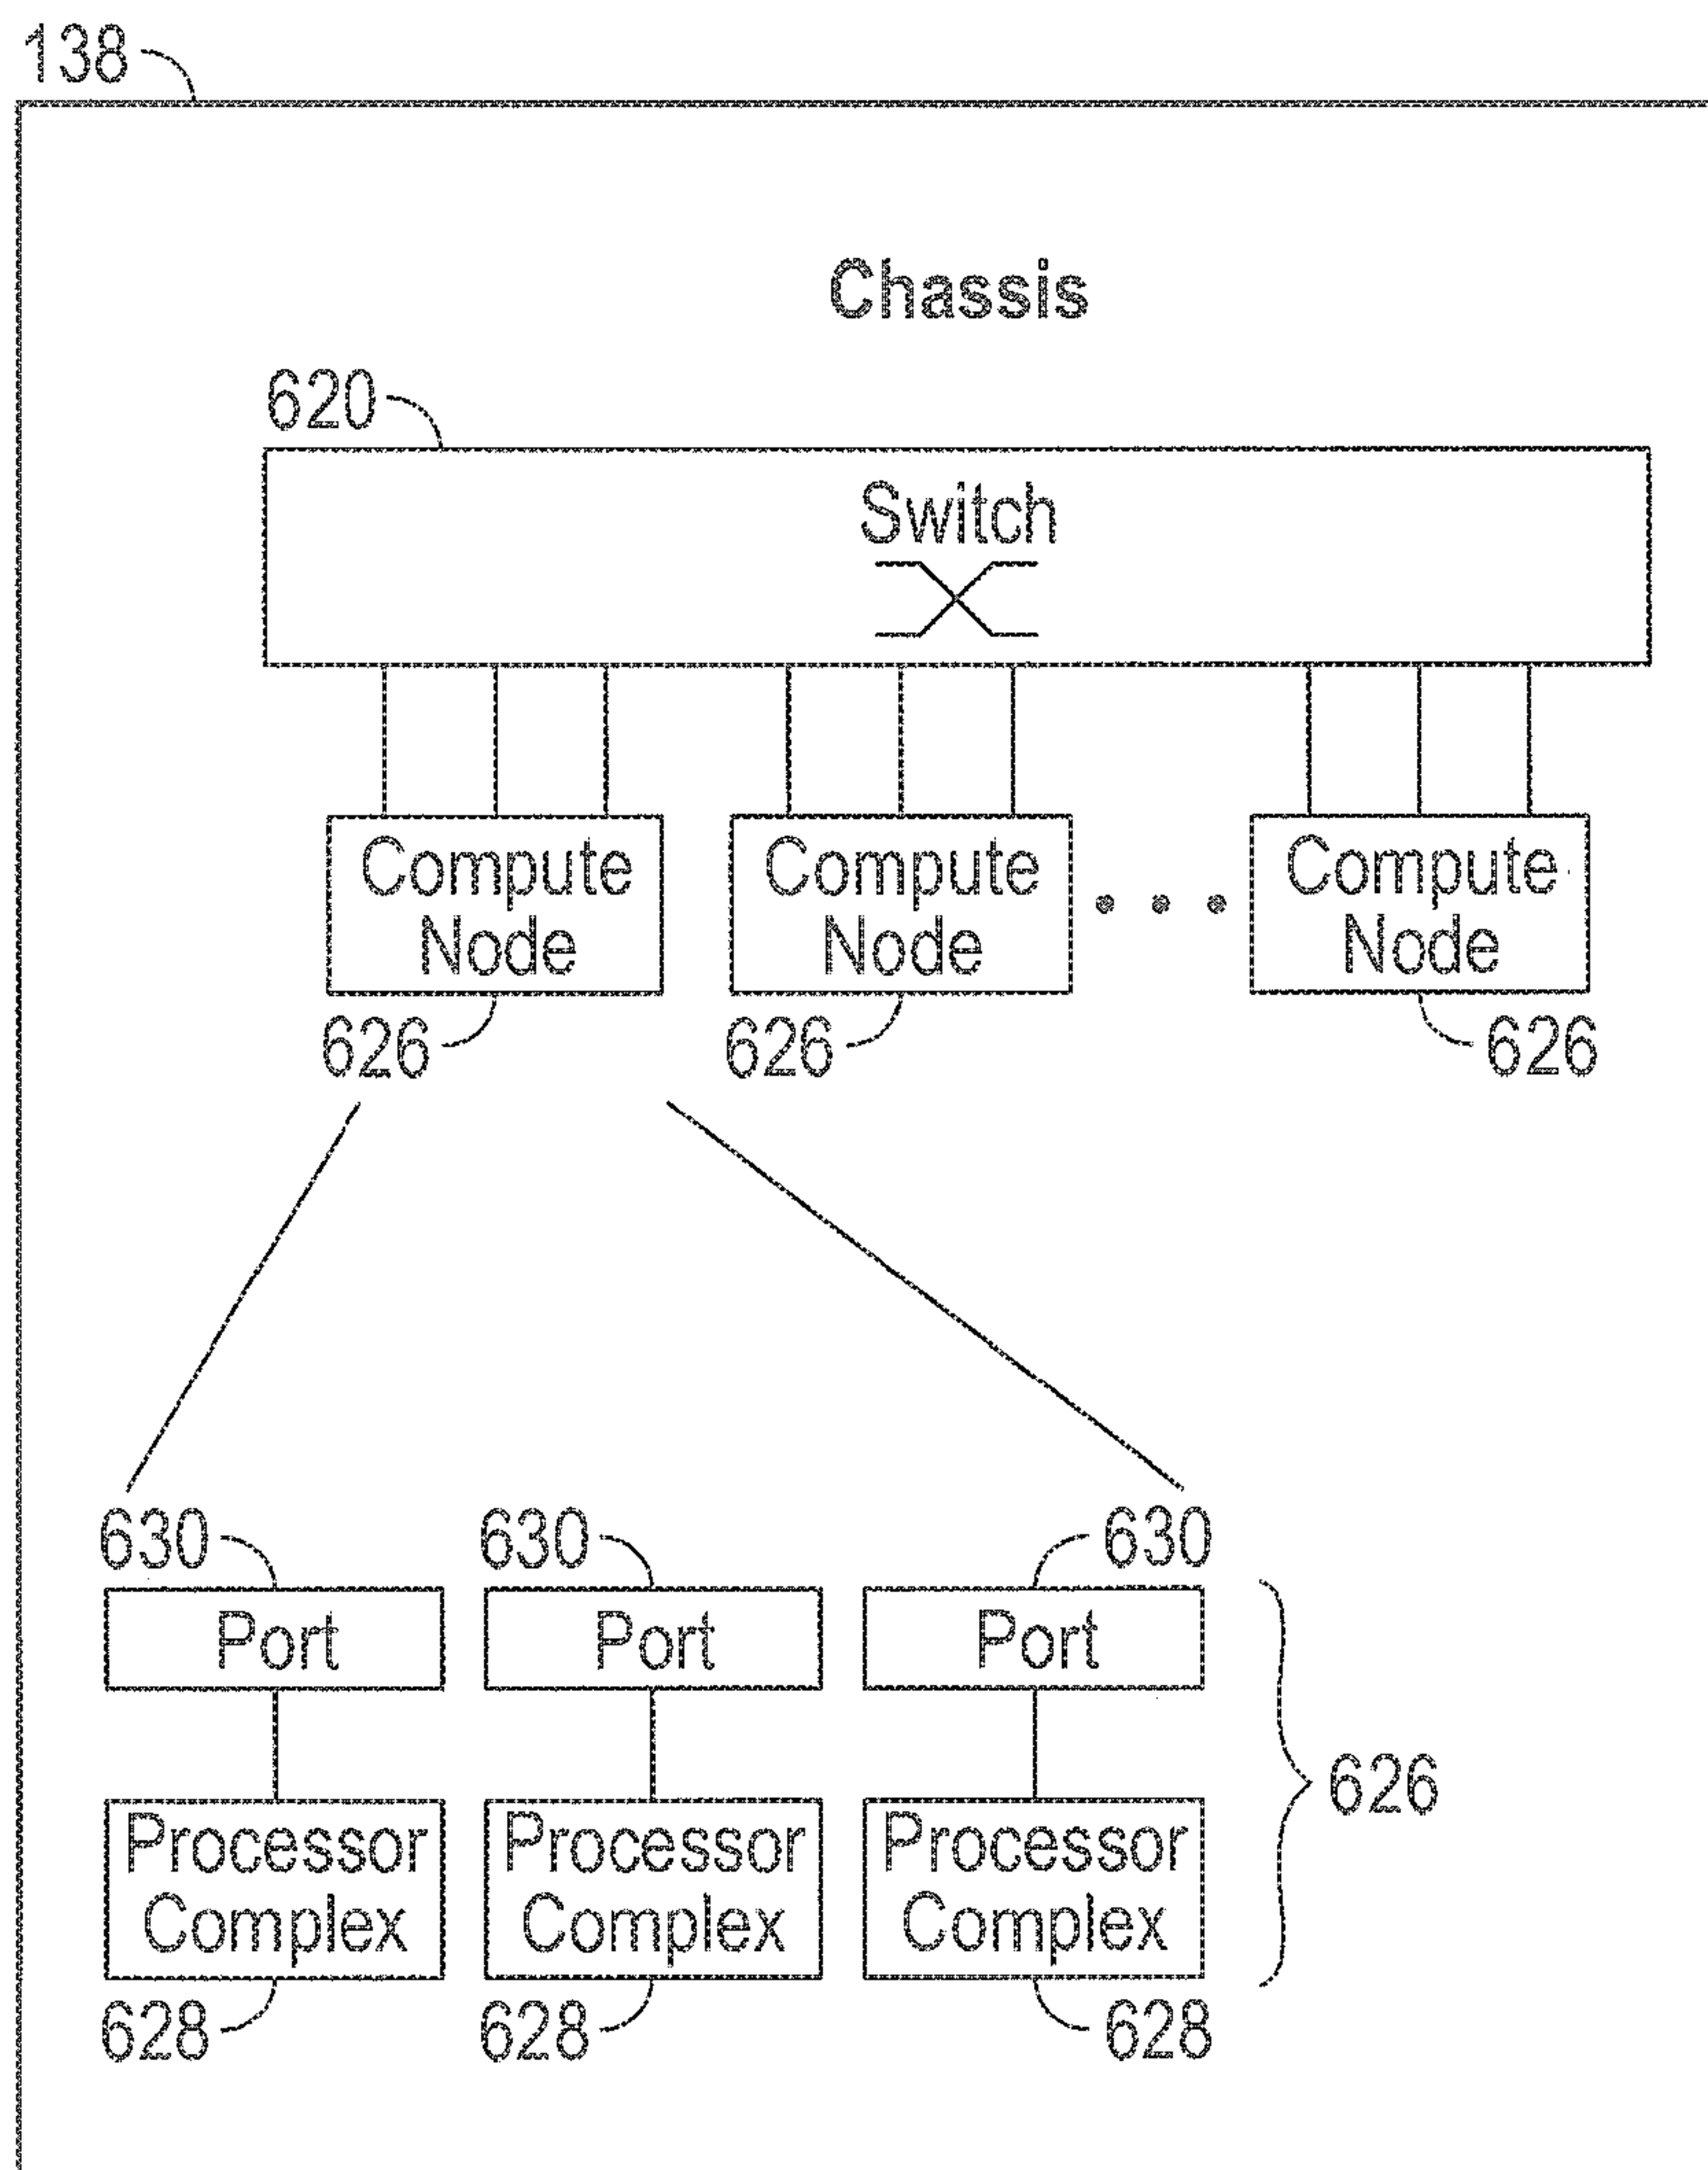 138
Chassis
620
Switch
Compute
Node
Compute
Node
Compute
Node
626
626
626
630
630
630
Port
Port
Port
626
Processor
Complex
Processor
Complex
Processor
Complex
628
628
628